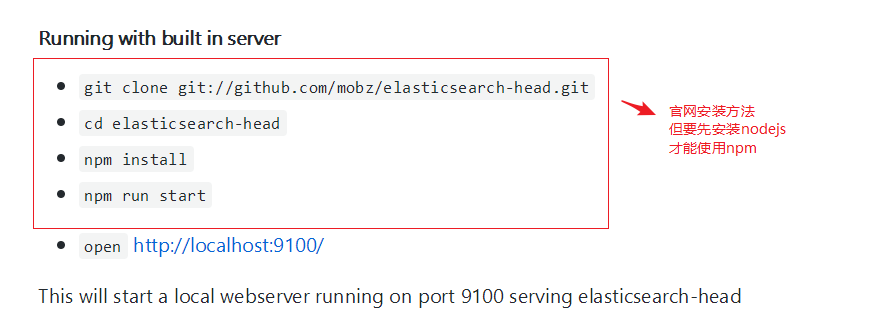 Running with built in server
git clone git://github.com/mobz/elasticsearch-head.git
cd elasticsearch-head
npm install
npm run start
open http://localhost:9100/
This will start a local webserver running on port 9100 serving elasticsearch-head
官网安装方法
但要先安装nodejs
才能使用npm